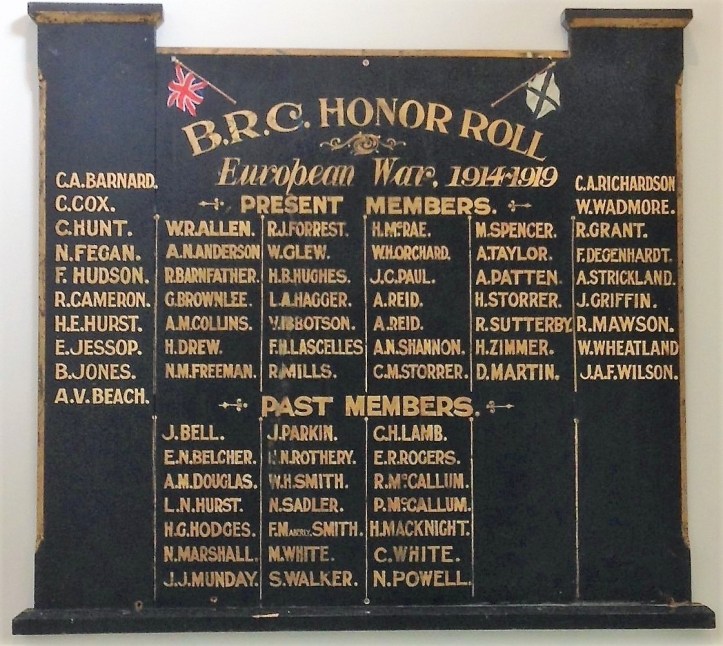 B.R.C. HONOR ROLL
European War, 1914-1919
PRESENT MEMBERS.
C.A.BARNARD.
C.COX.
C.HUNT.
N.FEGAN.
F.HUDSON.
R.CAMERON.
H.E.HURST.
E.JESSOP.
B.JONES.
A.V.BEACH.
W.R.ALLEN.
A.N.ANDERSON
P.BARNFATHER.
G.BROWNLEE.
A.M.COLLINS.
H.DREW.
N.M.FREEMAN.
R.J.FORREST.
W.GLEW.
H.B.HUGHES.
L.A.HAGGER.
V.IBBOTSON.
F.H.LASCELLES
R.MILLS.
H.McRAE.
W.H.ORCHARD.
J.C.PAUL.
A.REID.
A.REID.
A.N.SHANNON.
C.M.STORRER.
M.SPENCER.
A.TAYLOR.
A.PATTEN.
H.STORRER.
R.SUTTERBY.
H.ZIMMER.
D.MARTIN.
C.A.RICHARDSON
W.WADMORE.
R.GRANT.
F.DEGENHARDT.
A.STRICKLAND.
J.GRIFFIN.
R.MAWSON.
W.WHEATLAND
J.A.F.WILSON.
PAST MEMBERS.
J.BELL.
E.N.BELCHER.
A.M.DOUGLAS.
L.N.HURST.
H.G.HODGES.
N.MARSHALL.
J.J.MUNDAY.
J.PARKIN.
N.ROTHERY.
W.H.SMITH.
N.SADLER.
F.MABERLY.SMITH.
M.WHITE.
S.WALKER.
C.H.LAMB.
E.R.ROGERS.
R.McCALLUM.
P.McCALLUM.
H.MACKNIGHT.
C.WHITE.
N.POWELL.